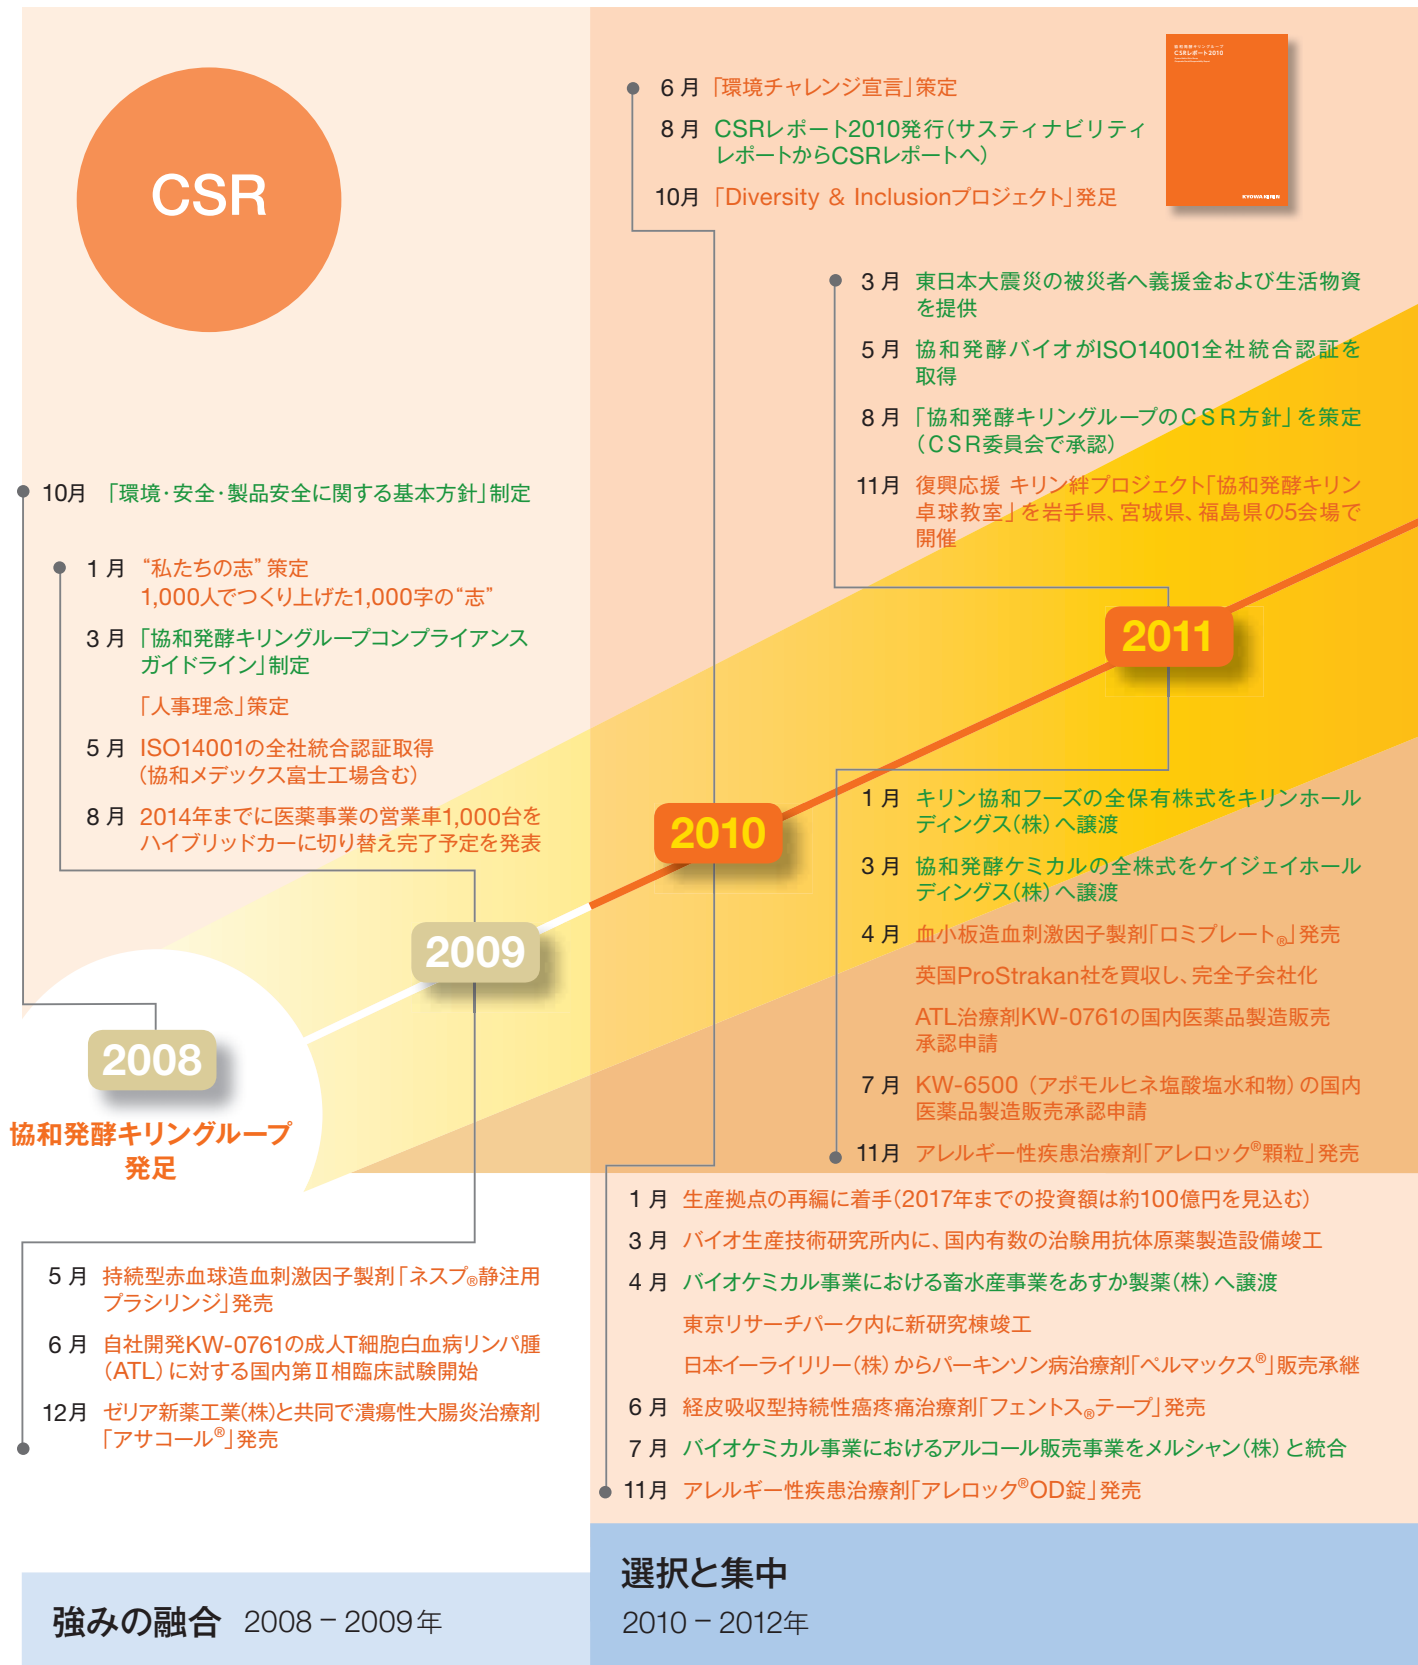 CSR
10月 「環境・安全・製品安全に関する基本方針」制定
1月 “私たちの志” 策定
1,000人でつくり上げた1,000字の“志”
3月 「協和発酵キリングループコンプライアンス
ガイドライン」制定
「人事理念」策定
5月 ISO14001の全社統合認証取得
(協和メデックス富士工場含む)
8月 2014年までに医薬事業の営業車1,000台を
ハイブリッドカーに切り替え完了予定を発表
2009
2008
協和発酵キリングループ
発足
5月 持続型赤血球造血刺激因子製剤「ネスプ®静注用
プラシリンジ」発売
6月 自社開発KW-0761の成人T細胞白血病リンパ腫
(ATL)に対する国内第Ⅱ相臨床試験開始
12月 ゼリア新薬工業(株)と共同で潰瘍性大腸炎治療剤
「アサコール®」発売
強みの融合 2008－2009年
6月 「環境チャレンジ宣言」策定
8月 CSRレポート2010発行(サスティナビリティ
レポートからCSRレポートへ)
10月 「Diversity & Inclusionプロジェクト」発足
協和発酵キリングループ
CSRレポート2010
KYOWA KIRIN
3月 東日本大震災の被災者へ義援金および生活物資
を提供
5月 協和発酵バイオがISO14001全社統合認証を
取得
8月 「協和発酵キリングループのCSR方針」を策定
(CSR委員会で承認)
11月 復興応援 キリン絆プロジェクト「協和発酵キリン
卓球教室」を岩手県、宮城県、福島県の5会場で
開催
2011
2010
1月 キリン協和フーズの全保有株式をキリンホール
ディングス(株)へ譲渡
3月 協和発酵ケミカルの全株式をケイジェイホール
ディングス(株)へ譲渡
4月 血小板造血刺激因子製剤「ロミプレート®」発売
英国ProStrakan社を買収し、完全子会社化
ATL治療剤KW-0761の国内医薬品製造販売
承認申請
7月 KW-6500(アポモルヒネ塩酸塩水和物)の国内
医薬品製造販売承認申請
11月 アレルギー性疾患治療剤「アレロック®顆粒」発売
1月 生産拠点の再編に着手(2017年までの投資額は約100億円を見込む)
3月 バイオ生産技術研究所内に、国内有数の治験用抗体原薬製造設備竣工
4月 バイオケミカル事業における畜水産事業をあすか製薬(株)へ譲渡
東京リサーチパーク内に新研究棟竣工
日本イーライリリー(株)からパーキンソン病治療剤「ペルマックス®」販売承継
6月 経皮吸収型持続性癌疼痛治療剤「フェントス®テープ」発売
7月 バイオケミカル事業におけるアルコール販売事業をメルシャン(株)と統合
11月 アレルギー性疾患治療剤「アレロック®OD錠」発売
選択と集中
2010－2012年